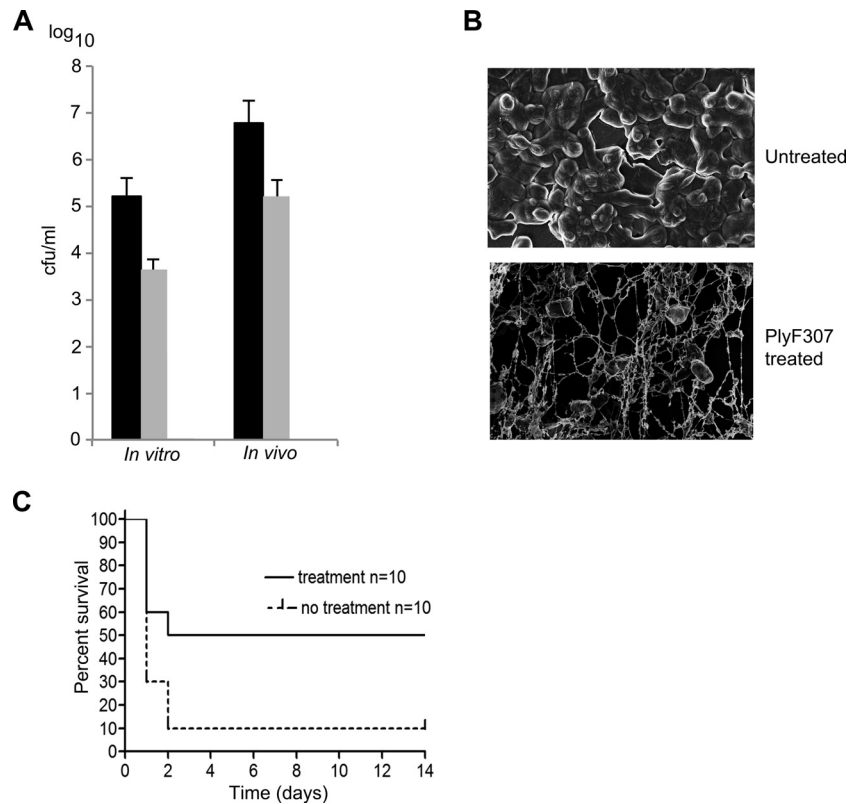 A
log10
8
7
6
5
4
3
2
1
0
cfu/ml
In vitro
In vivo
B
Untreated
PlyF307
treated
C
100
90
80
70
60
50
40
30
20
10
0
Percent survival
treatment n=10
no treatment n=10
0 2 4 6 8 10 12 14
Time (days)